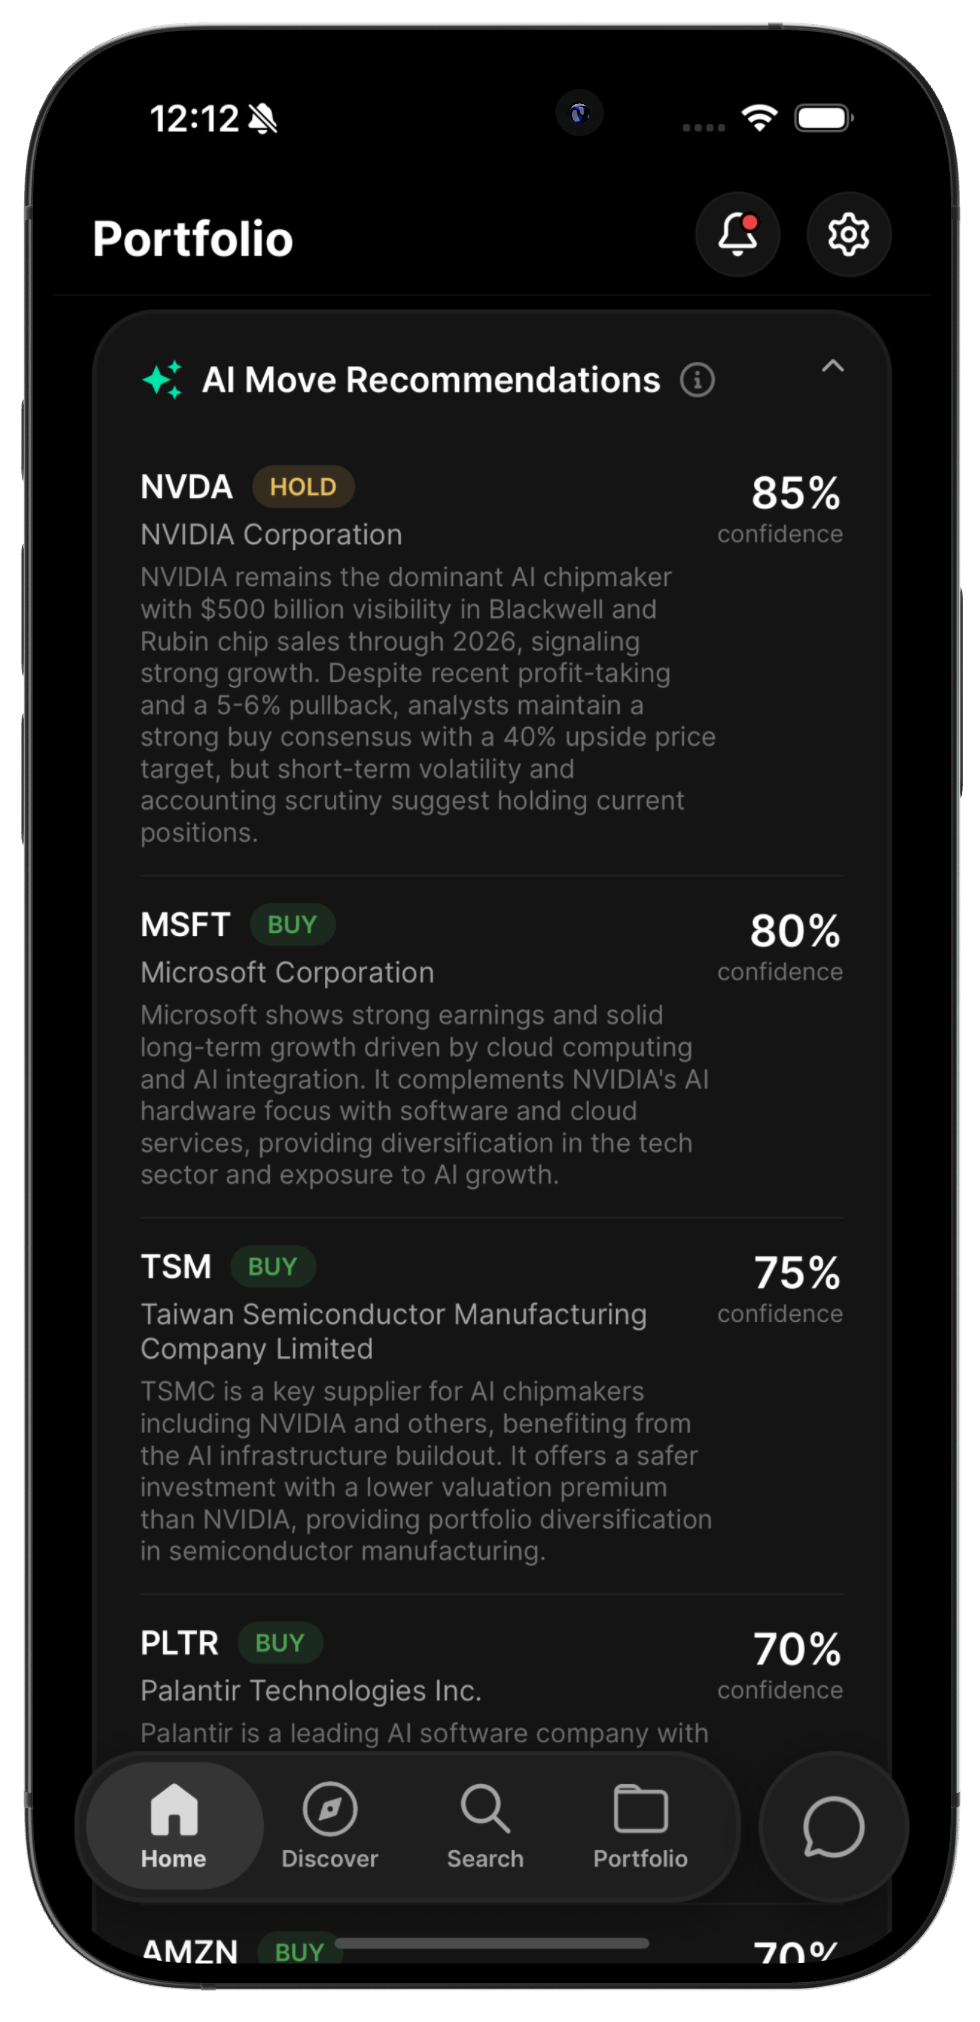 12:12
Portfolio
AI Move Recommendations
NVDA HOLD
85%
NVIDIA Corporation
confidence
NVIDIA remains the dominant AI chipmaker
with $500 billion visibility in Blackwell and
Rubin chip sales through 2026, signaling
strong growth. Despite recent profit-taking
and a 5-6% pullback, analysts maintain a
strong buy consensus with a 40% upside price
target, but short-term volatility and
accounting scrutiny suggest holding current
positions.
MSFT BUY
80%
Microsoft Corporation
confidence
Microsoft shows strong earnings and solid
long-term growth driven by cloud computing
and AI integration. It complements NVIDIA's AI
hardware focus with software and cloud
services, providing diversification in the tech
sector and exposure to AI growth.
TSM BUY
75%
Taiwan Semiconductor Manufacturing
Company Limited
confidence
TSMC is a key supplier for AI chipmakers
including NVIDIA and others, benefiting from
the AI infrastructure buildout. It offers a safer
investment with a lower valuation premium
than NVIDIA, providing portfolio diversification
in semiconductor manufacturing.
PLTR BUY
70%
Palantir Technologies Inc.
confidence
Palantir is a leading AI software company with
Home Discover Search Portfolio
AMZN BUY
70%